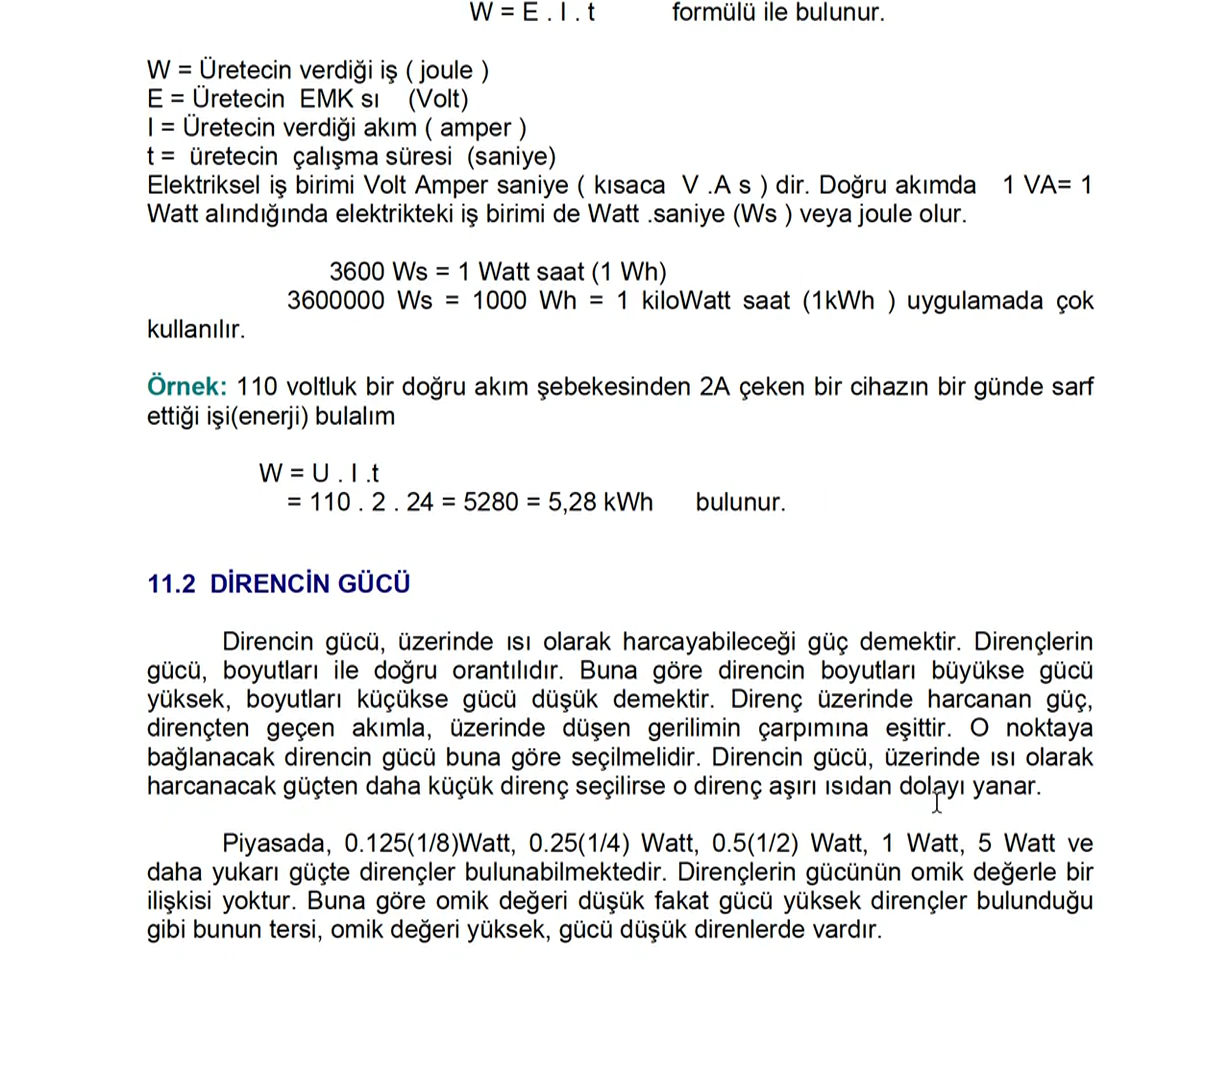 W = E . I . t formülü ile bulunur.
W = Üretecin verdiği iş ( joule )
E = Üretecin EMK sı (Volt)
I = Üretecin verdiği akım ( amper )
t = üretecin çalışma süresi (saniye)
Elektriksel iş birimi Volt Amper saniye ( kısaca V .A s ) dir. Doğru akımda 1 VA= 1
Watt alındığında elektrikteki iş birimi de Watt .saniye (Ws ) veya joule olur.
3600 Ws = 1 Watt saat (1 Wh)
3600000 Ws = 1000 Wh = 1 kiloWatt saat (1kWh ) uygulamada çok
kullanılır.
Örnek: 110 voltluk bir doğru akım şebekesinden 2A çeken bir cihazın bir günde sarf
ettiği işi(enerji) bulalım
W = U . I .t
= 110 . 2 . 24 = 5280 = 5,28 kWh bulunur.
11.2 DİRENCİN GÜCÜ
Direncin gücü, üzerinde ısı olarak harcayabileceği güç demektir. Dirençlerin
gücü, boyutları ile doğru orantılıdır. Buna göre direncin boyutları büyükse gücü
yüksek, boyutları küçükse gücü düşük demektir. Direnç üzerinde harcanan güç,
dirençten geçen akımla, üzerinde düşen gerilimin çarpımına eşittir. O noktaya
bağlanacak direncin gücü buna göre seçilmelidir. Direncin gücü, üzerinde ısı olarak
harcanacak güçten daha küçük direnç seçilirse o direnç aşırı ısıdan dolayı yanar.
Piyasada, 0.125(1/8)Watt, 0.25(1/4) Watt, 0.5(1/2) Watt, 1 Watt, 5 Watt ve
daha yukarı güçte dirençler bulunabilmektedir. Dirençlerin gücünün omik değerle bir
ilişkisi yoktur. Buna göre omik değeri düşük fakat gücü yüksek dirençler bulunduğu
gibi bunun tersi, omik değeri yüksek, gücü düşük direnlerde vardır.